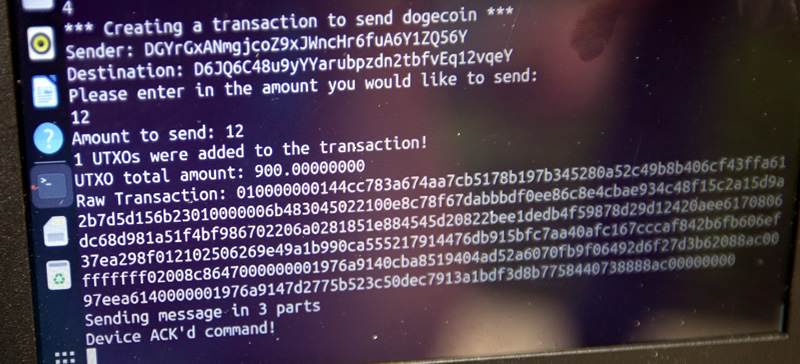 4
*** Creating a transaction to send dogecoin ***
Sender: DGYrGxANmgjcoZ9xJWncHr6fuA6Y1ZQ56Y
Destination: D6JQ6C48u9yYYarubpzdn2tbfvEq12vqeY
Please enter in the amount you would like to send:
12
Amount to send: 12
1 UTXOs were added to the transaction!
UTXO total amount: 900.00000000
Raw Transaction: 010000000144cc783a674aa7cb5178b197b345280a52c49b8b406cf43ffa61
2b7d5d156b23010000006b483045022100e8c78f67dabbbdf0ee86c8e4cbae934c48f15c2a15d9a
dc68d981a51f4bf986702206a0281851e884545d20822bee1dedb4f59878d29d12420aee6170806
37ea298f012102506269e49a1b990ca555217914476db915bfc7aa40afc167cccaf842b6fb606ef
fffffff02008c8647000000001976a9140cba8519404ad52a6070fb9f06492d6f27d3b62088ac00
97eea6140000001976a9147d2775b523c50dec7913a1bdf3d8b7758440738888ac00000000
Sending message in 3 parts
Device ACK'd command!